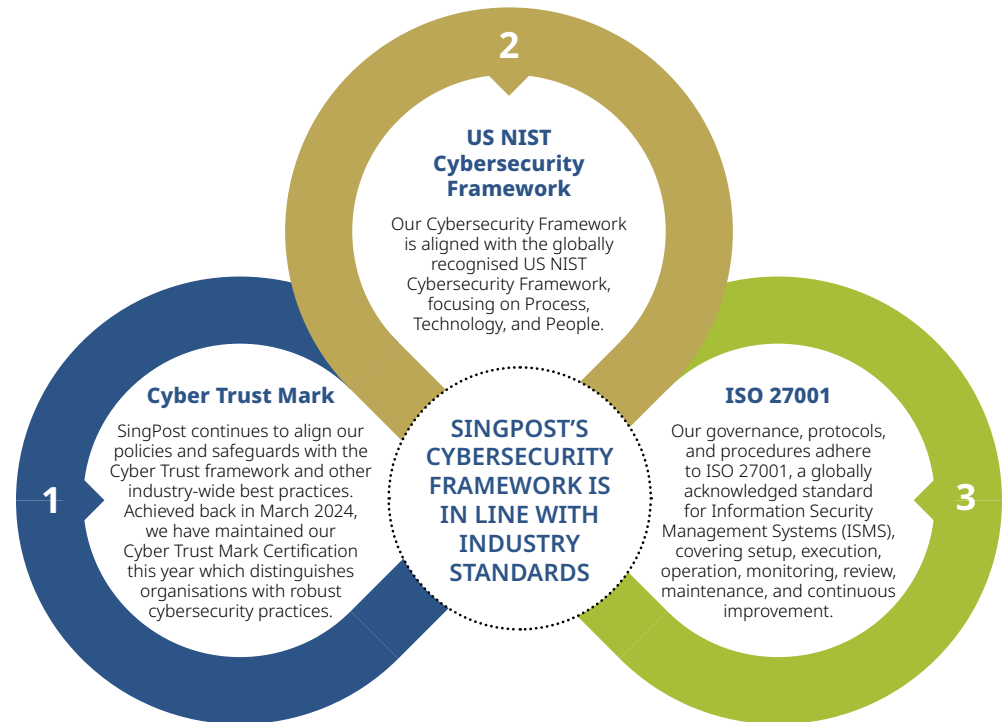 2
US NIST
Cybersecurity
Framework
Our Cybersecurity Framework
is aligned with the globally
recognised US NIST
Cybersecurity Framework,
focusing on Process,
Technology, and People.
1
Cyber Trust Mark
SingPost continues to align our
policies and safeguards with the
Cyber Trust framework and other
industry-wide best practices.
Achieved back in March 2024,
we have maintained our
Cyber Trust Mark Certification
this year which distinguishes
organisations with robust
cybersecurity practices.
SINGPOST’S
CYBERSECURITY
FRAMEWORK IS
IN LINE WITH
INDUSTRY
STANDARDS
ISO 27001
Our governance, protocols,
and procedures adhere
to ISO 27001, a globally
acknowledged standard
for Information Security
Management Systems (ISMS),
covering setup, execution,
operation, monitoring, review,
maintenance, and continuous
improvement.
3